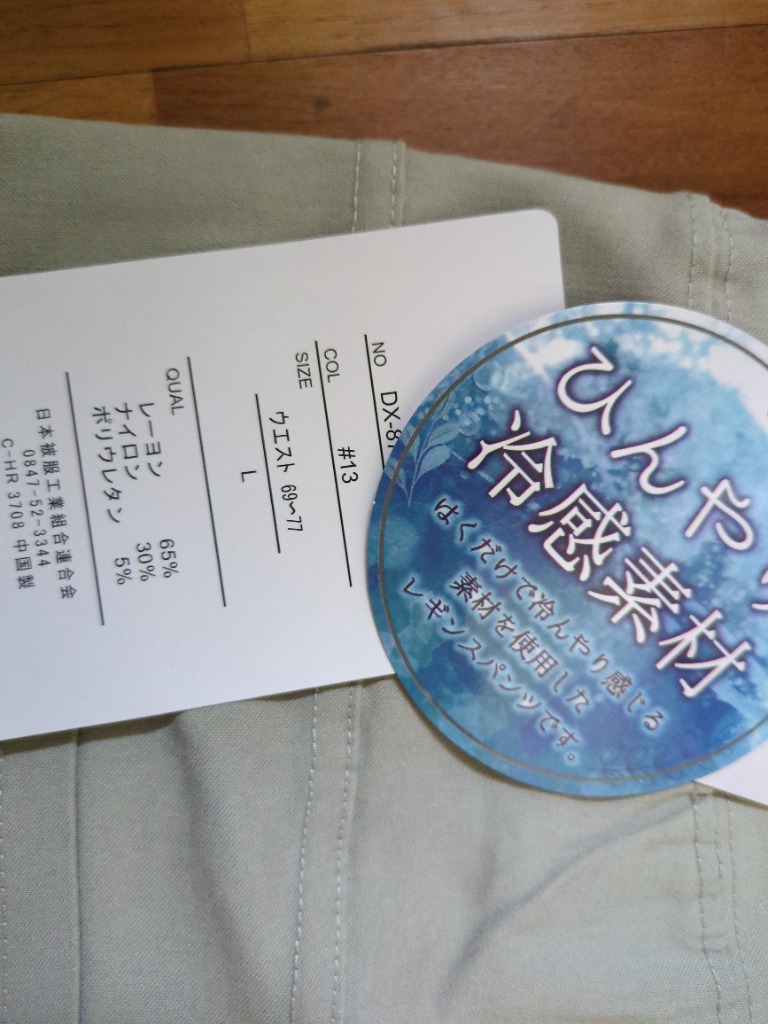 NO DX-8
COL #13
SIZE
ウエスト 69〜77
L
QUAL
レーヨン 65%
ナイロン 30%
ポリウレタン 5%
日本被服工業組合連合会
0847-52-3344
C-HR 3708 中国製
ひんや
冷感素材
はくだけで冷んやり感じる
素材を使用した
レギンスパンツです。